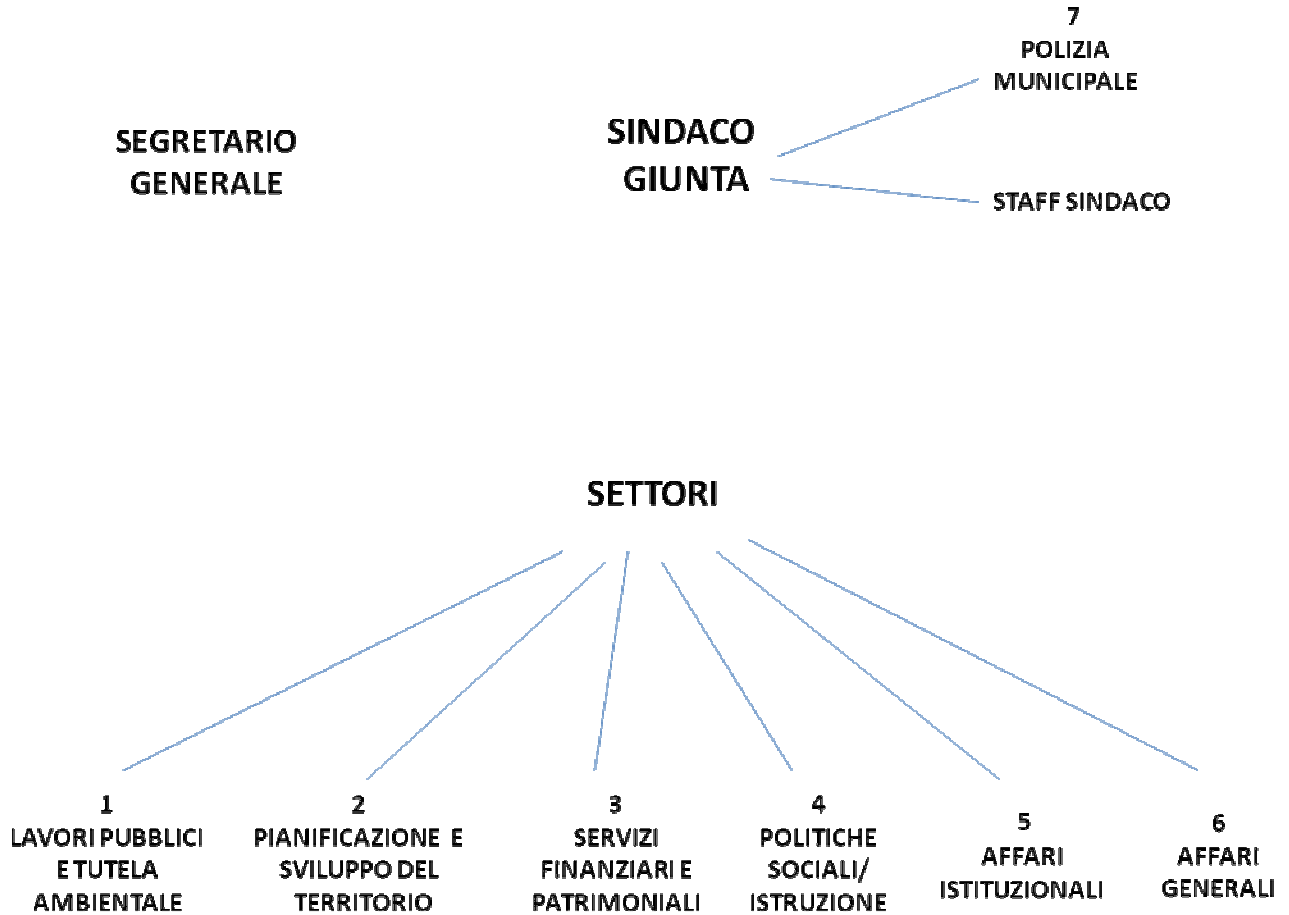 7
POLIZIA
MUNICIPALE
SEGRETARIO
GENERALE
SINDACO
GIUNTA
STAFF SINDACO
SETTORI
1
LAVORI PUBBLICI
E TUTELA
AMBIENTALE
2
PIANIFICAZIONE E
SVILUPPO DEL
TERRITORIO
3
SERVIZI
FINANZIARI E
PATRIMONIALI
4
POLITICHE
SOCIALI/
ISTRUZIONE
5
AFFARI
ISTITUZIONALI
6
AFFARI
GENERALI